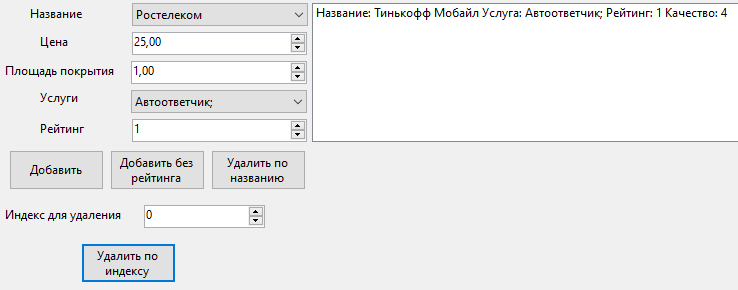 Название Ростелеком
Название: Тинькофф Мобайл Услуга: Автоответчик; Рейтинг: 1 Качество: 4
Цена 25,00
Площадь покрытия 1,00
Услуги Автоответчик;
Рейтинг 1
Добавить
Добавить без
рейтинга
Удалить по
названию
Индекс для удаления 0
Удалить по
индексу